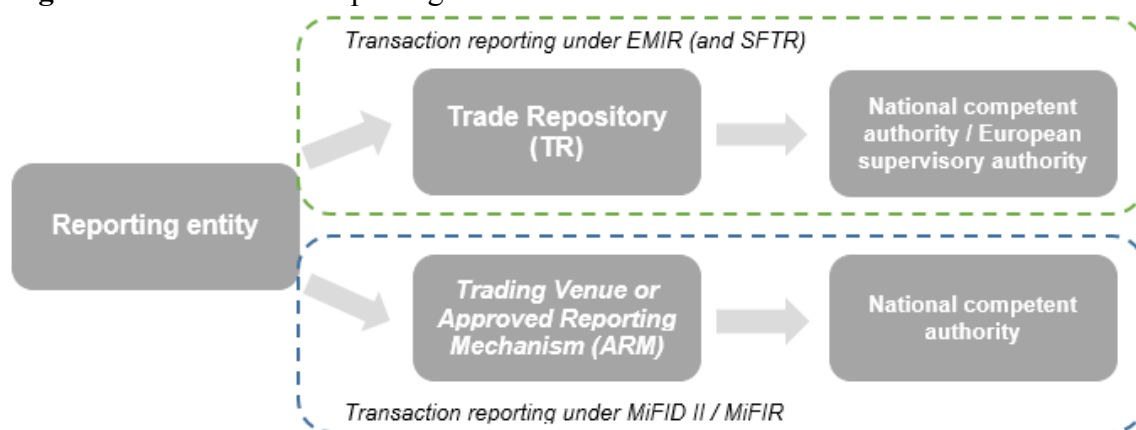 Transaction reporting under EMIR (and SFTR)
Trade Repository
(TR)
National competent
authority / European
supervisory authority
Reporting entity
Trading Venue or
Approved Reporting
Mechanism (ARM)
National competent
authority
Transaction reporting under MiFID II / MiFIR